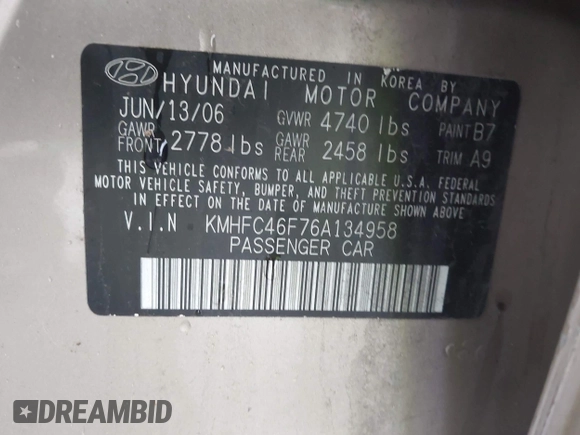 MANUFACTURED IN KOREA BY
HYUNDAI MOTOR COMPANY
JUN/13/06 GVWR 4740 lbs PAINT B7
GAWR FRONT 2778 lbs GAWR REAR 2458 lbs TRIM A9
THIS VEHICLE CONFORMS TO ALL APPLICABLE U.S.A. FEDERAL
MOTOR VEHICLE SAFETY, BUMPER, AND THEFT PREVENTION STANDARDS
IN EFFECT ON THE DATE OF MANUFACTURE SHOWN ABOVE.
V.I.N KMHFC46F76A134958
PASSENGER CAR
DREAMBID